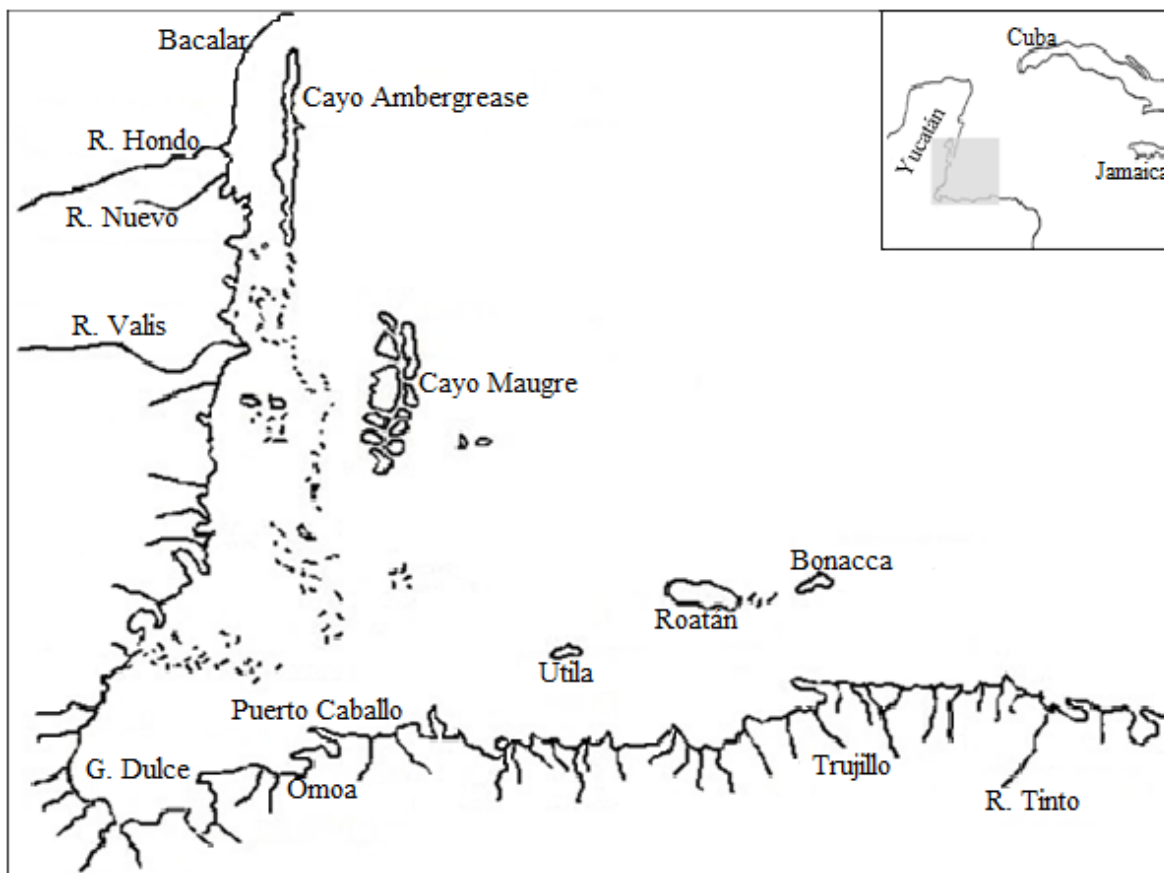 Bacalar
Cayo Ambergrease
R. Hondo
R. Nuevo
R. Valis
Cayo Maugre
Bonacca
Roatán
Utila
Puerto Caballo
G. Dulce
Omoa
Trujillo
R. Tinto
Cuba
Yucatán
Jamaica